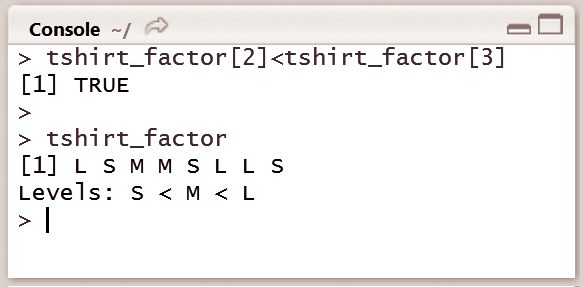 Console ~/
> tshirt_factor[2]<tshirt_factor[3]
[1] TRUE
>
> tshirt_factor
[1] L S M M S L L S
Levels: S < M < L
>